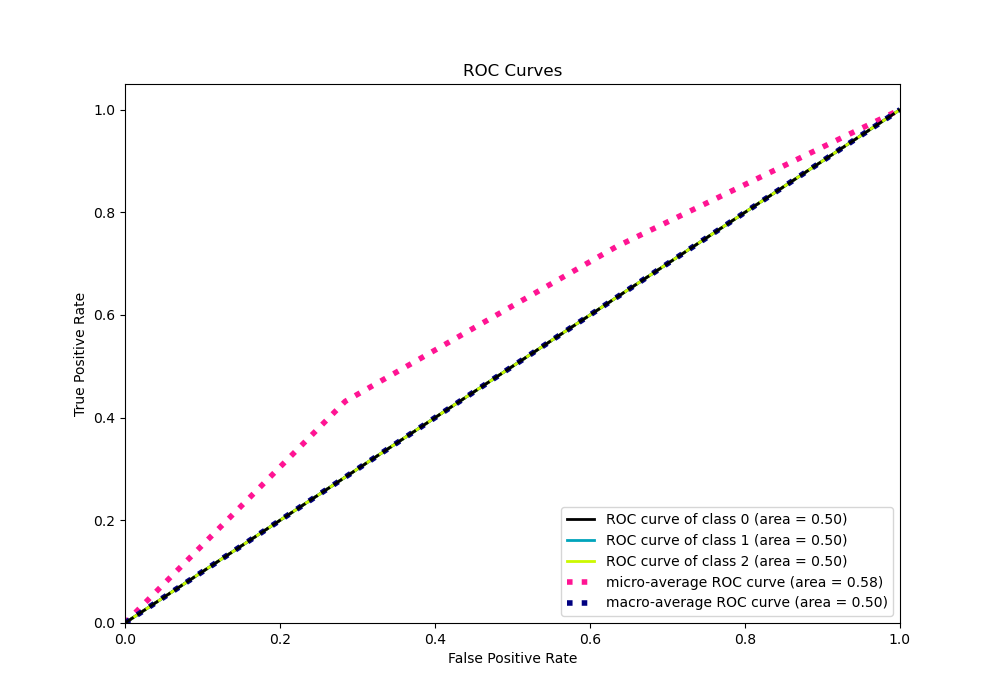 ROC Curves
1.0
0.8
0.6
0.4
0.2
0.0
True Positive Rate
0.0 0.2 0.4 0.6 0.8 1.0
False Positive Rate
ROC curve of class 0 (area = 0.50)
ROC curve of class 1 (area = 0.50)
ROC curve of class 2 (area = 0.50)
micro-average ROC curve (area = 0.58)
macro-average ROC curve (area = 0.50)